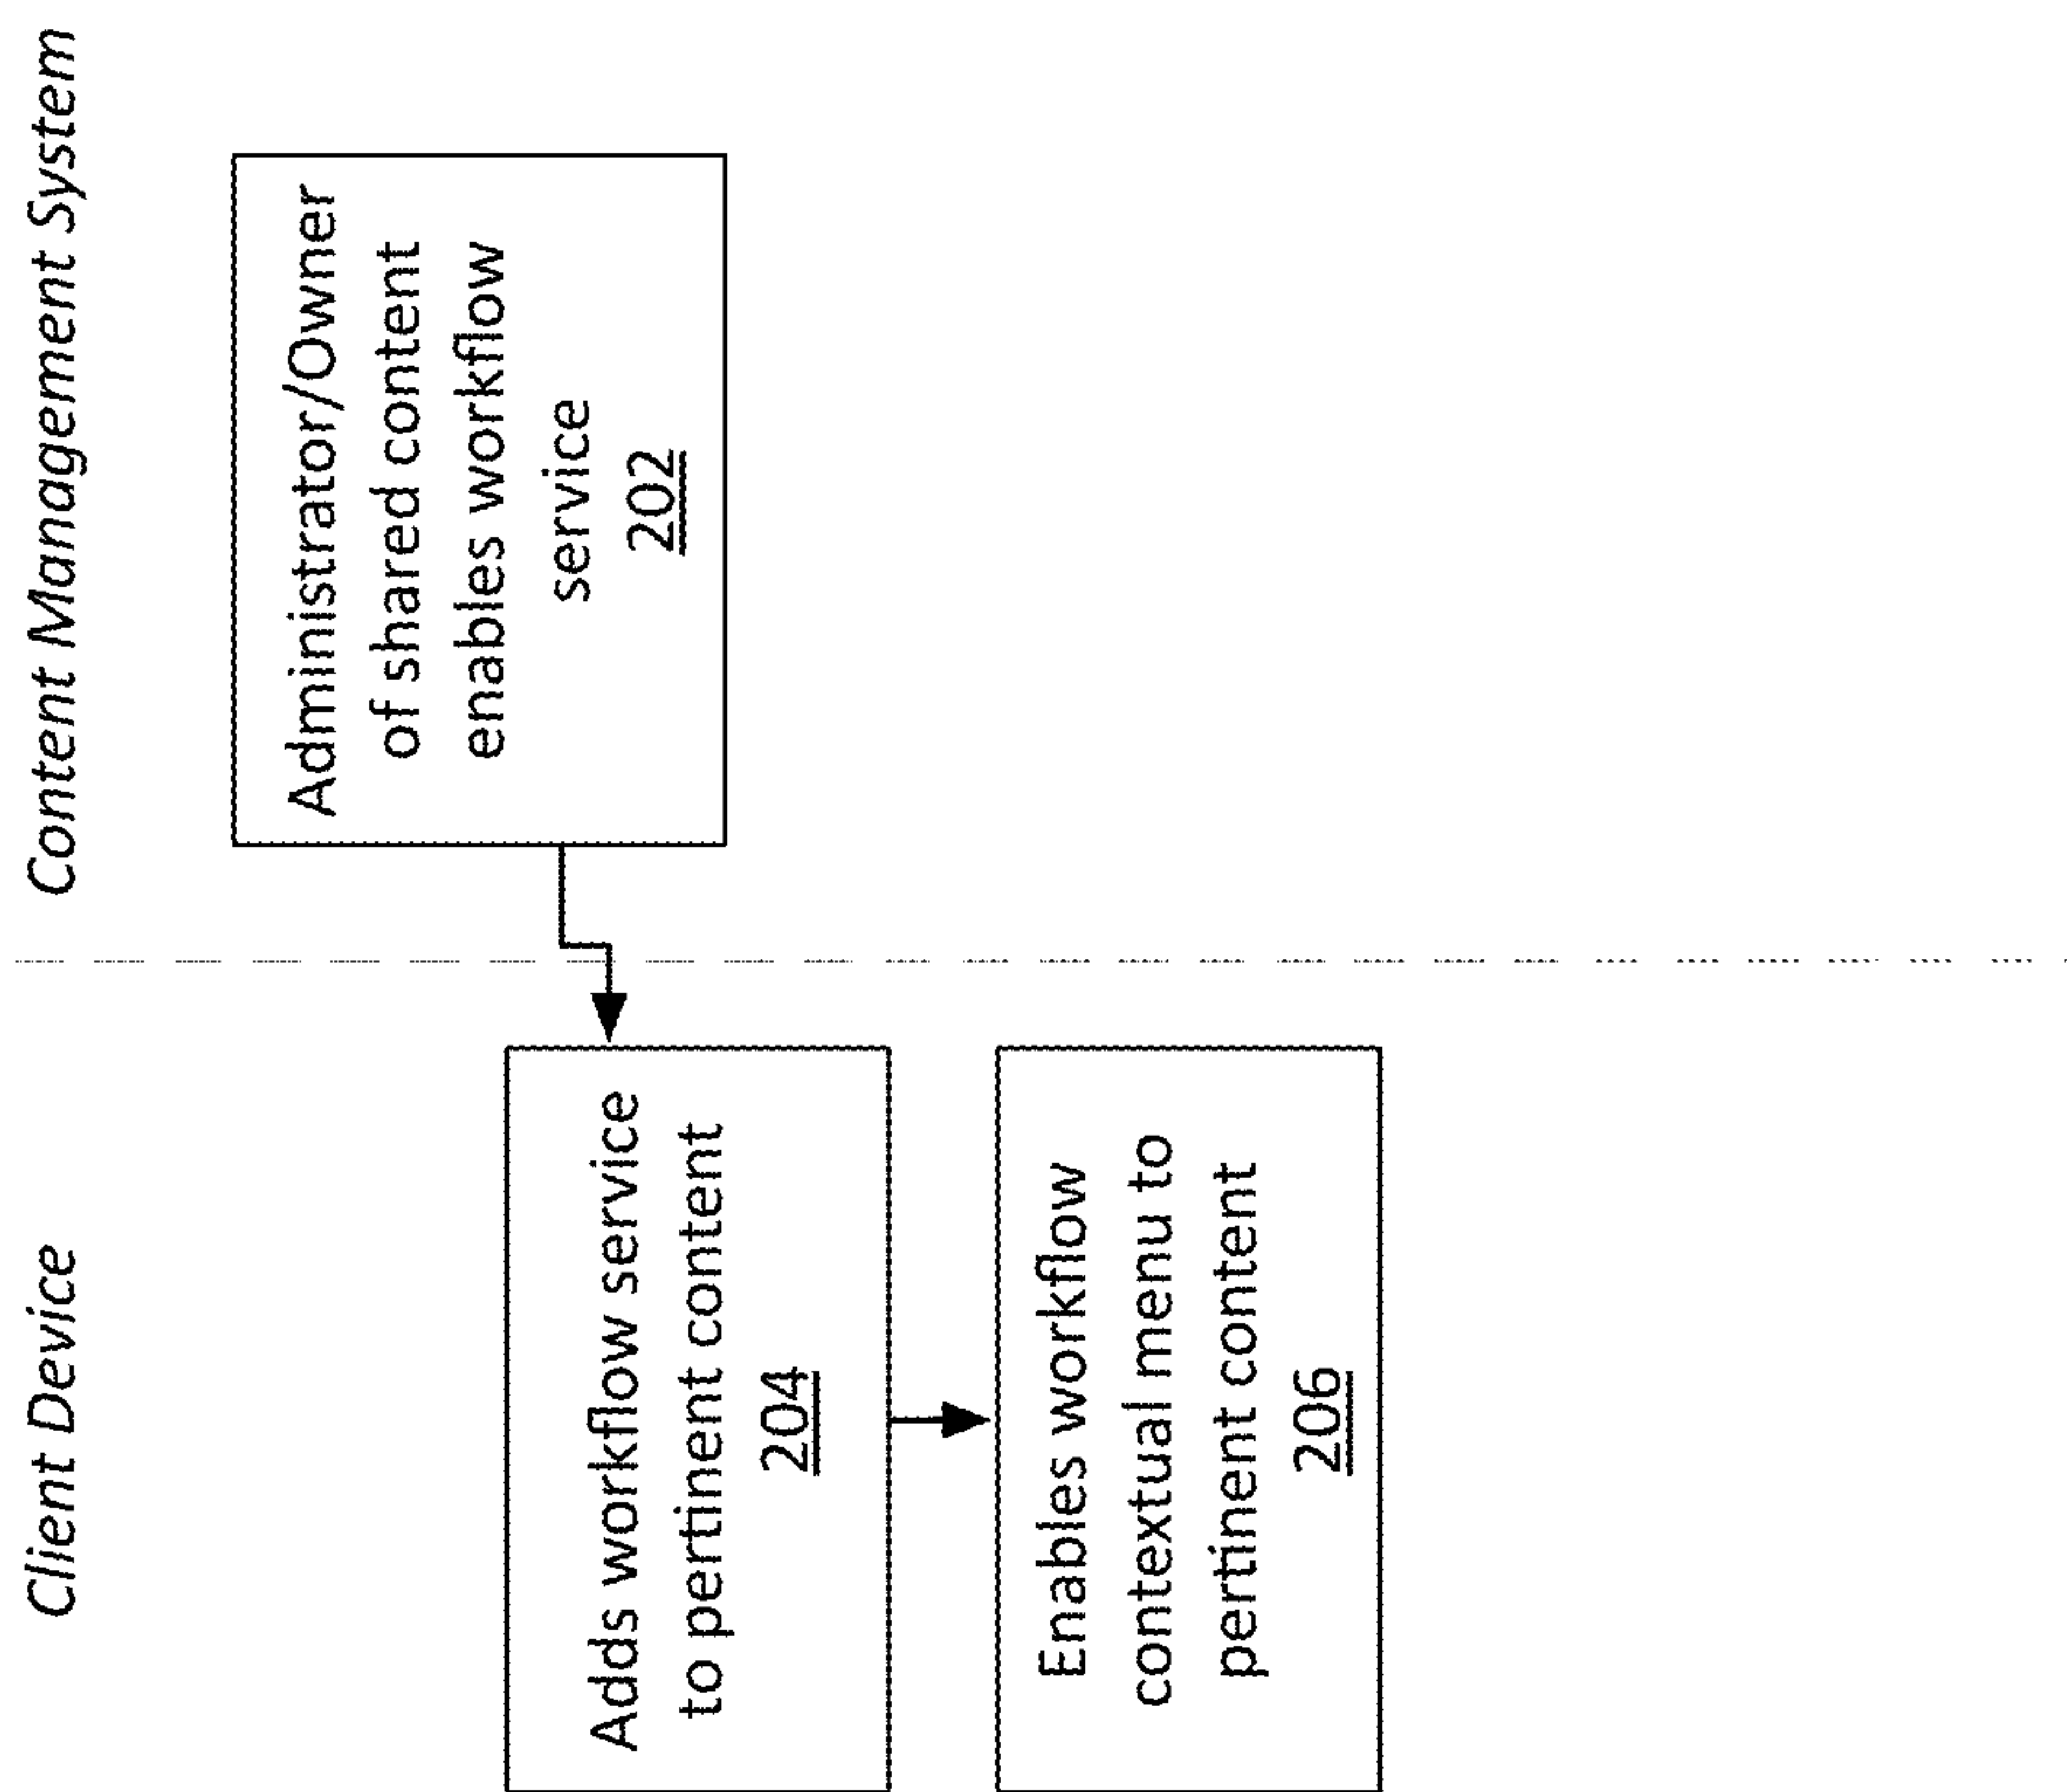 Client Device
Content Management System
Administrator/Owner
of shared content
enables workflow
service
202
Adds workflow service
to pertinent content
204
Enables workflow
contextual menu to
pertinent content
206